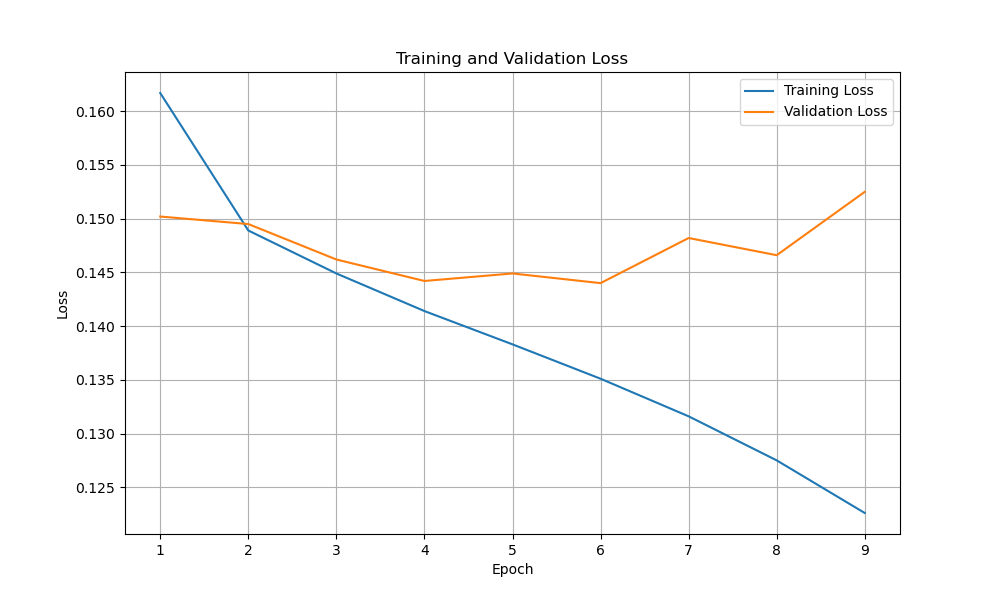 Training and Validation Loss
Training Loss
Validation Loss
0.160
0.155
0.150
0.145
0.140
0.135
0.130
0.125
Loss
1 2 3 4 5 6 7 8 9
Epoch